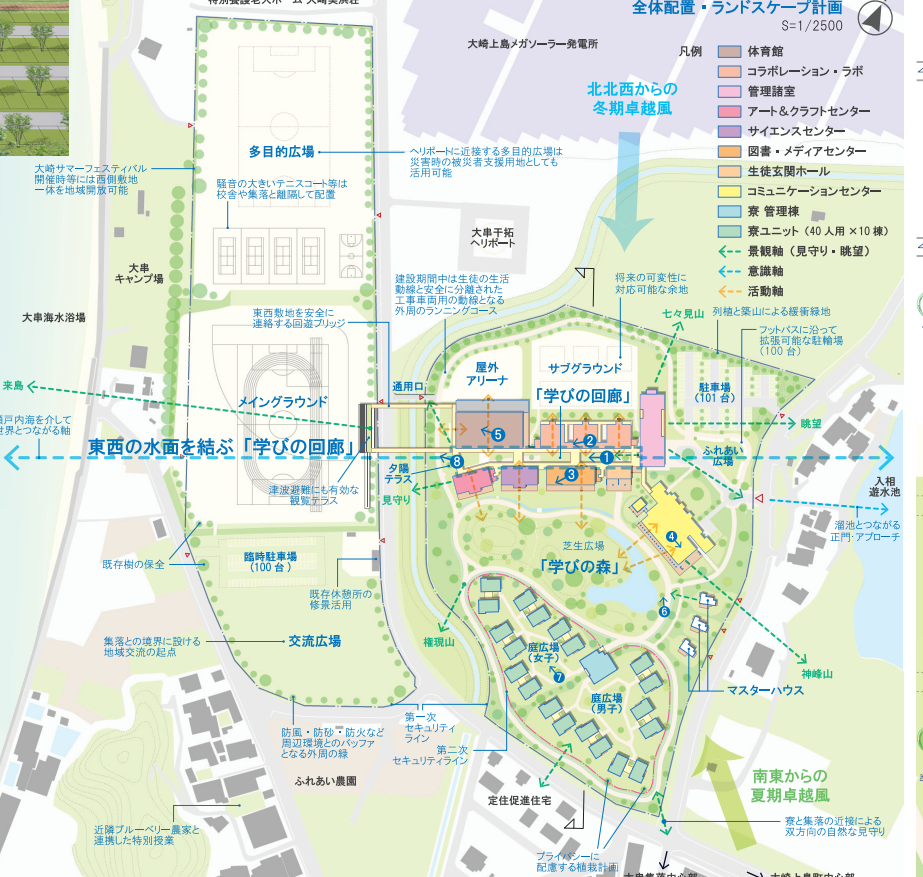 全体配置・ランドスケープ計画
S=1/2500
大崎上島メガソーラー発電所
凡例
体育館
コラボレーション・ラボ
管理諸室
アート&クラフトセンター
サイエンスセンター
図書・メディアセンター
生徒玄関ホール
コミュニケーションセンター
寮 管理棟
寮ユニット（40 人用 ×10 棟）
景観軸（見守り・眺望）
意識軸
活動軸
北北西からの
冬期卓越風
多目的広場
ヘリポートに近接する多目的広場は
災害時の被災者支援用地としても
活用可能
大崎サマーフェスティバル
開催時等には西側敷地
一体を地域開放可能
騒音の大きいテニスコート等は
校舎や集落と離隔して配置
大串干拓
ヘリポート
大串
キャンプ場
大串海水浴場
建設期間中は生徒の生活
動線と安全に分離された
工事車両用の動線となる
外周のランニングコース
将来の可変性に
対応可能な余地
東西敷地を安全に
連絡する回遊ブリッジ
七々見山
列植と築山による緩衝緑地
フットパスに沿って
拡張可能な駐輪場
（100 台）
来島
通用口
屋外
アリーナ
サブグラウンド
「学びの回廊」
駐車場
（101 台）
メイングラウンド
眺望
瀬戸内海を介して
世界とつながる軸
東西の水面を結ぶ「学びの回廊」
5
2
1
8
3
ふれあい
広場
夕陽
テラス
見守り
津波避難にも有効な
観覧テラス
入相
遊水池
溜池とつながる
正門・アプローチ
芝生広場
「学びの森」
4
6
既存樹の保全
臨時駐車場
（100 台）
既存休憩所の
修景活用
集落との境界に設ける
地域交流の起点
交流広場
権現山
庭広場
（女子）
7
庭広場
（男子）
神峰山
マスターハウス
防風・防砂・防火など
周辺環境とのバッファ
となる外周の緑
第一次
セキュリティ
ライン
第二次
セキュリティライン
ふれあい農園
定住促進住宅
南東からの
夏期卓越風
近隣ブルーベリー農家と
連携した特別授業
寮と集落の近接による
双方向の自然な見守り
プライバシーに
配慮する植栽計画